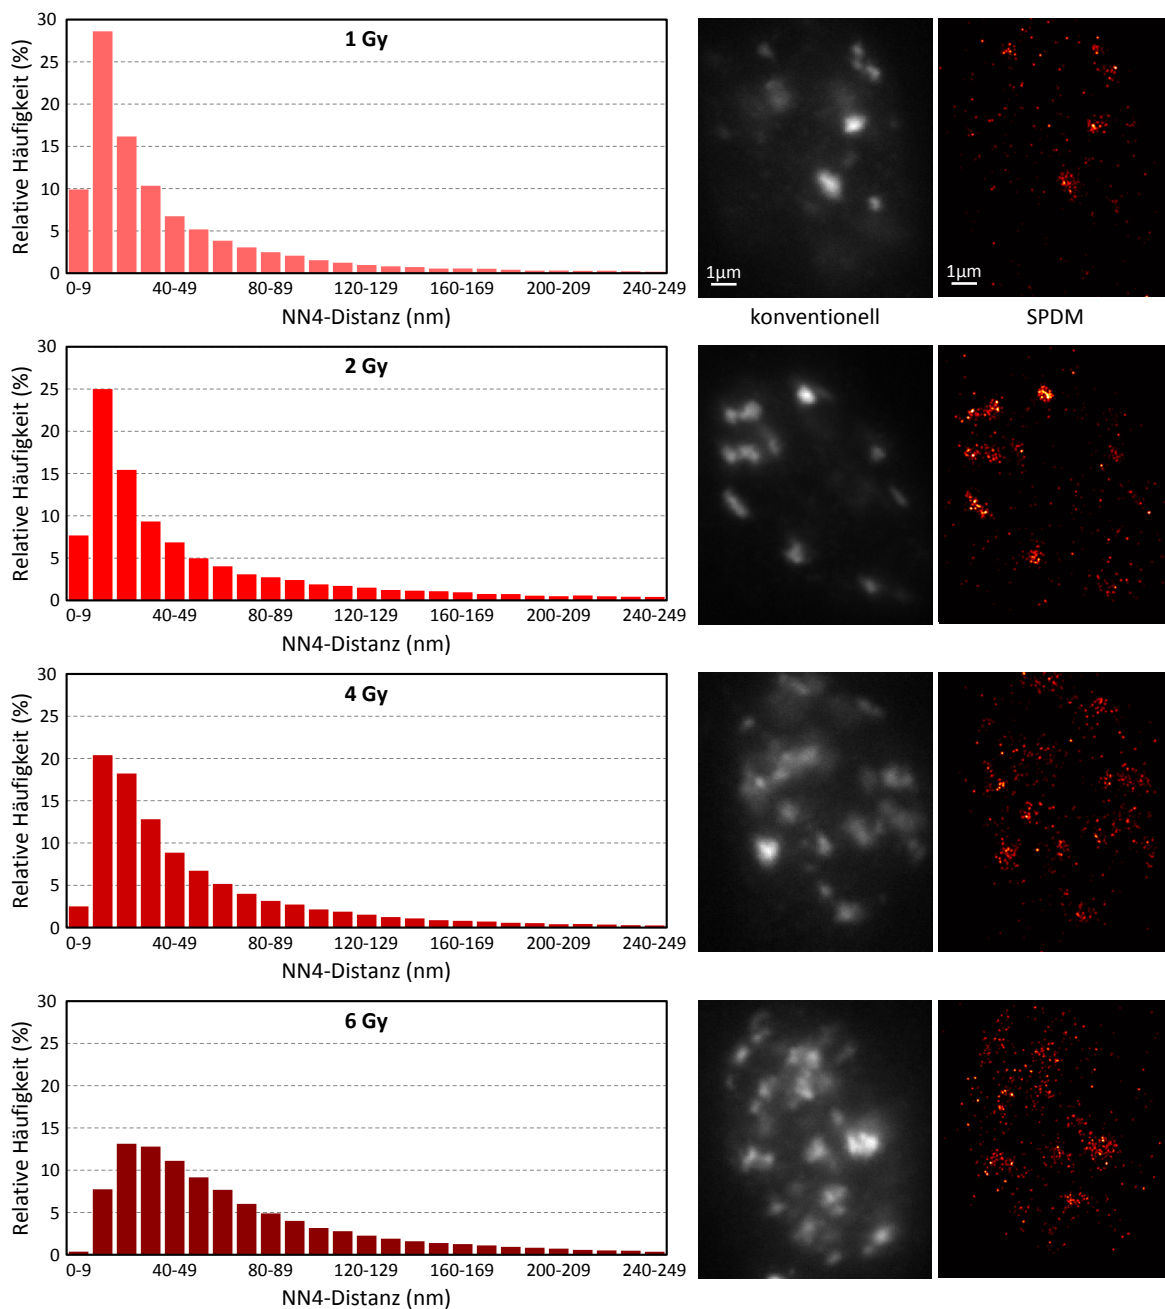 1 Gy
Relative Häufigkeit (%)
30
25
20
15
10
5
0
0-9 40-49 80-89 120-129 160-169 200-209 240-249
NN4-Distanz (nm)
1µm
1µm
konventionell SPDM
2 Gy
Relative Häufigkeit (%)
30
25
20
15
10
5
0
0-9 40-49 80-89 120-129 160-169 200-209 240-249
NN4-Distanz (nm)
4 Gy
Relative Häufigkeit (%)
30
25
20
15
10
5
0
0-9 40-49 80-89 120-129 160-169 200-209 240-249
NN4-Distanz (nm)
6 Gy
Relative Häufigkeit (%)
30
25
20
15
10
5
0
0-9 40-49 80-89 120-129 160-169 200-209 240-249
NN4-Distanz (nm)